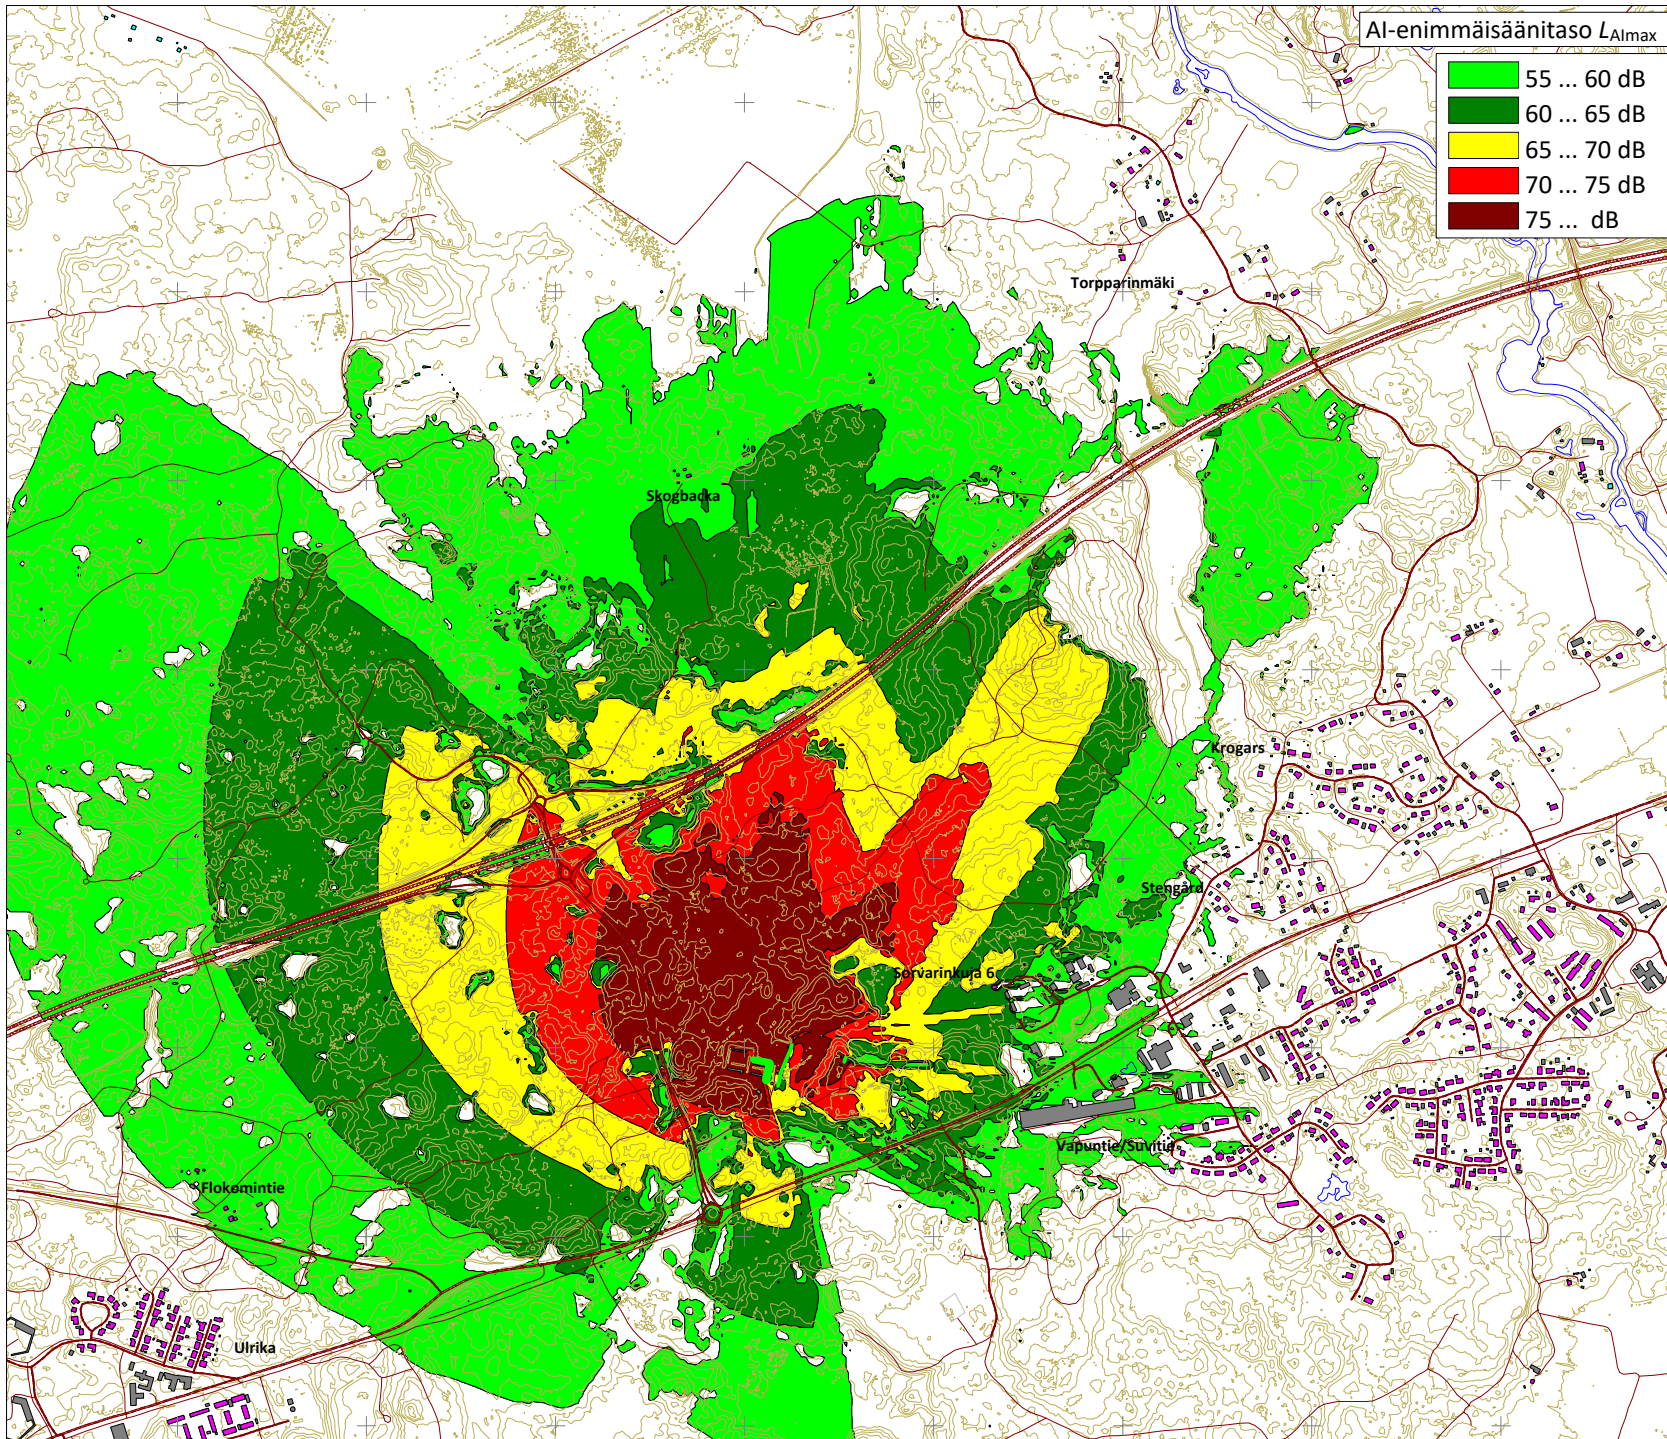 AI-enimmäisäänitaso LAImax
55 ... 60 dB
60 ... 65 dB
65 ... 70 dB
70 ... 75 dB
75 ... dB
Torpparinmäki
Skogbacka
Krogars
Stengård
Sorvarinkuja 6
Vapuntie/Suvitie
Flokomintie
Ulrika